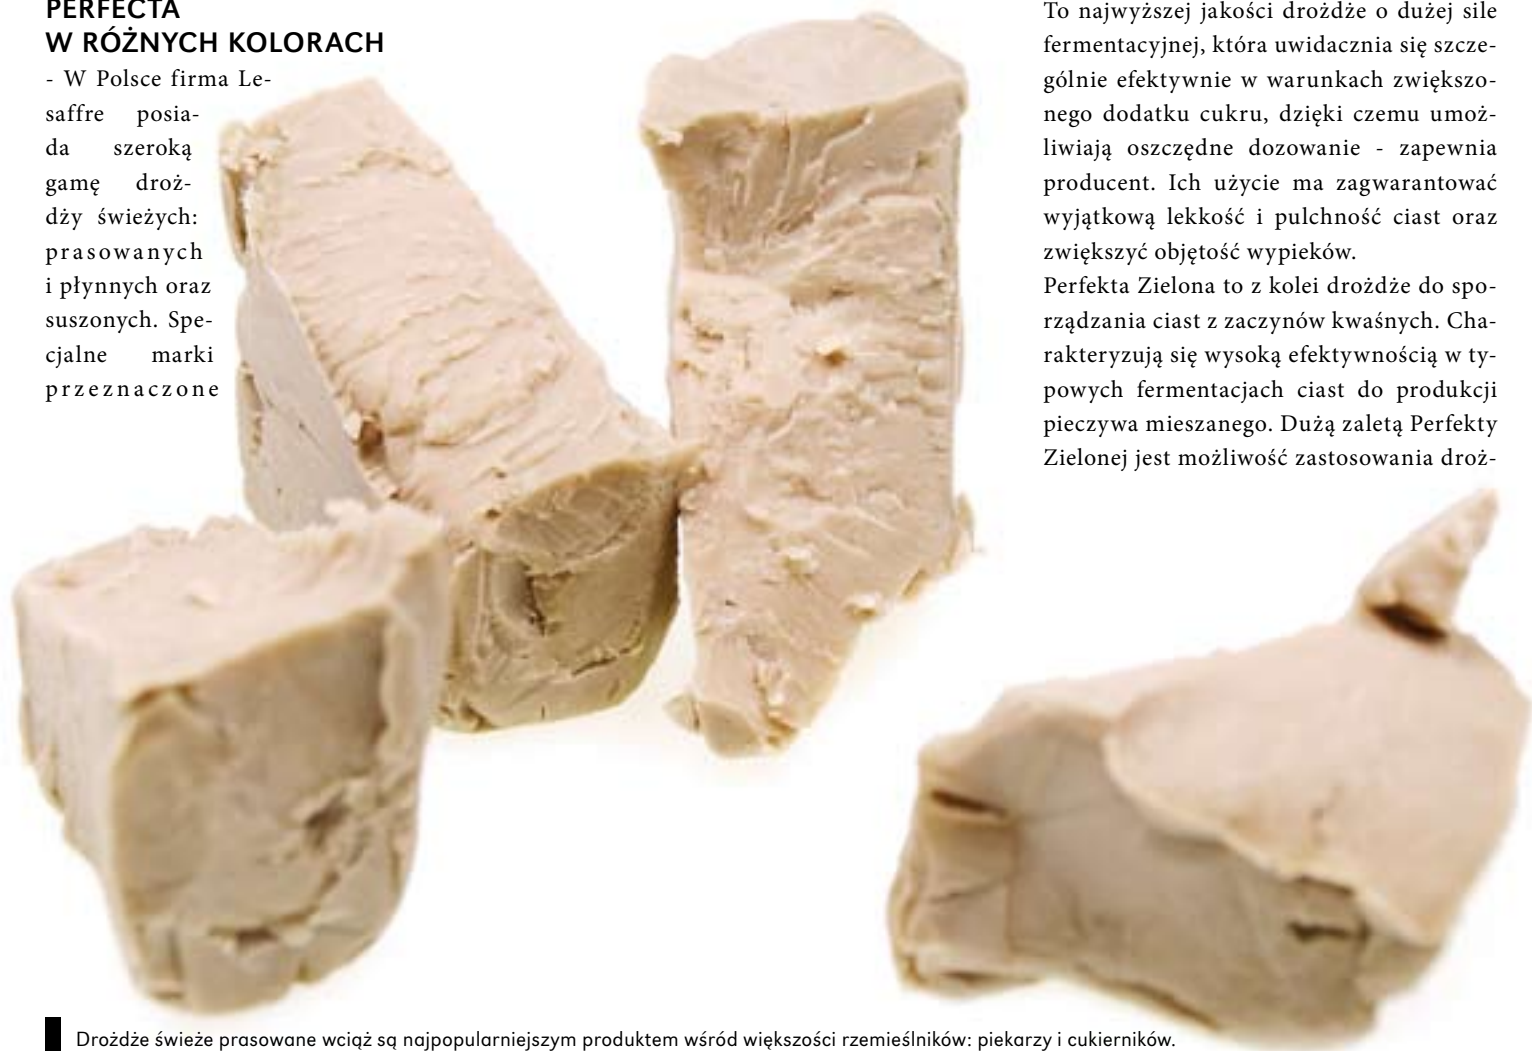 PERFECTA
W RÓŻNYCH KOLORACH
- W Polsce firma Le-
saffre posia-
da szeroką
gamę droż-
dży świeżych:
prasowanych
i płynnych oraz
suszonych. Spe-
cjalne marki
przeznaczone
To najwyższej jakości drożdże o dużej sile
fermentacyjnej, która uwidacznia się szcze-
gólnie efektywnie w warunkach zwiększo-
nego dodatku cukru, dzięki czemu umoż-
liwiają oszczędne dozowanie - zapewnia
producent. Ich użycie ma zagwarantować
wyjątkową lekkość i pulchność ciast oraz
zwiększyć objętość wypieków.
Perfekta Zielona to z kolei drożdże do spo-
rządzania ciast z zaczynów kwaśnych. Cha-
rakteryzują się wysoką efektywnością w ty-
powych fermentacjach ciast do produkcji
pieczywa mieszanego. Dużą zaletą Perfekty
Zielonej jest możliwość zastosowania droż-
Drożdże świeże prasowane wciąż są najpopularniejszym produktem wśród większości rzemieślników: piekarzy i cukierników.